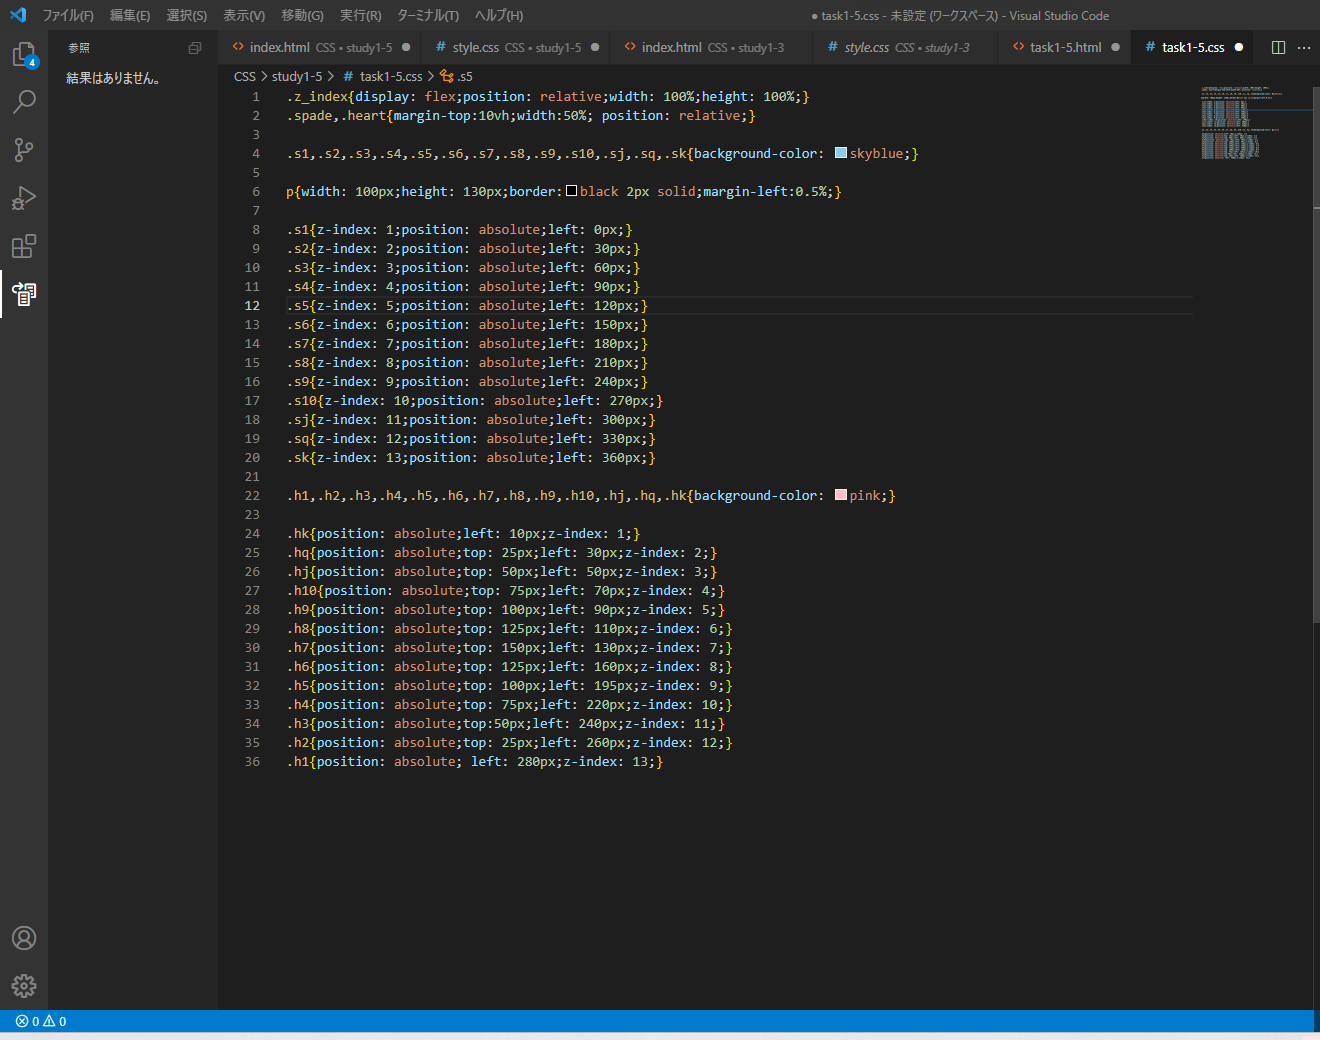 ファイル(F) 編集(E) 選択(S) 表示(V) 移動(G) 実行(R) ターミナル(T) ヘルプ(H) ● task1-5.css - 未設定 (ワークスペース) - Visual Studio Code
参照
index.html CSS • study1-5 ● # style.css CSS • study1-5 ● index.html CSS • study1-3 # style.css CSS • study1-3 task1-5.html ● # task1-5.css ●
4
結果はありません。
CSS > study1-5 > # task1-5.css > .s5
1 .z_index{display: flex;position: relative;width: 100%;height: 100%;}
2 .spade,.heart{margin-top:10vh;width:50%; position: relative;}
3
4 .s1,.s2,.s3,.s4,.s5,.s6,.s7,.s8,.s9,.s10,.sj,.sq,.sk{background-color: skyblue;}
5
6 p{width: 100px;height: 130px;border:black 2px solid;margin-left:0.5%;}
7
8 .s1{z-index: 1;position: absolute;left: 0px;}
9 .s2{z-index: 2;position: absolute;left: 30px;}
10 .s3{z-index: 3;position: absolute;left: 60px;}
11 .s4{z-index: 4;position: absolute;left: 90px;}
12 .s5{z-index: 5;position: absolute;left: 120px;}
13 .s6{z-index: 6;position: absolute;left: 150px;}
14 .s7{z-index: 7;position: absolute;left: 180px;}
15 .s8{z-index: 8;position: absolute;left: 210px;}
16 .s9{z-index: 9;position: absolute;left: 240px;}
17 .s10{z-index: 10;position: absolute;left: 270px;}
18 .sj{z-index: 11;position: absolute;left: 300px;}
19 .sq{z-index: 12;position: absolute;left: 330px;}
20 .sk{z-index: 13;position: absolute;left: 360px;}
21
22 .h1,.h2,.h3,.h4,.h5,.h6,.h7,.h8,.h9,.h10,.hj,.hq,.hk{background-color: pink;}
23
24 .hk{position: absolute;left: 10px;z-index: 1;}
25 .hq{position: absolute;top: 25px;left: 30px;z-index: 2;}
26 .hj{position: absolute;top: 50px;left: 50px;z-index: 3;}
27 .h10{position: absolute;top: 75px;left: 70px;z-index: 4;}
28 .h9{position: absolute;top: 100px;left: 90px;z-index: 5;}
29 .h8{position: absolute;top: 125px;left: 110px;z-index: 6;}
30 .h7{position: absolute;top: 150px;left: 130px;z-index: 7;}
31 .h6{position: absolute;top: 125px;left: 160px;z-index: 8;}
32 .h5{position: absolute;top: 100px;left: 195px;z-index: 9;}
33 .h4{position: absolute;top: 75px;left: 220px;z-index: 10;}
34 .h3{position: absolute;top:50px;left: 240px;z-index: 11;}
35 .h2{position: absolute;top: 25px;left: 260px;z-index: 12;}
36 .h1{position: absolute; left: 280px;z-index: 13;}
0 0